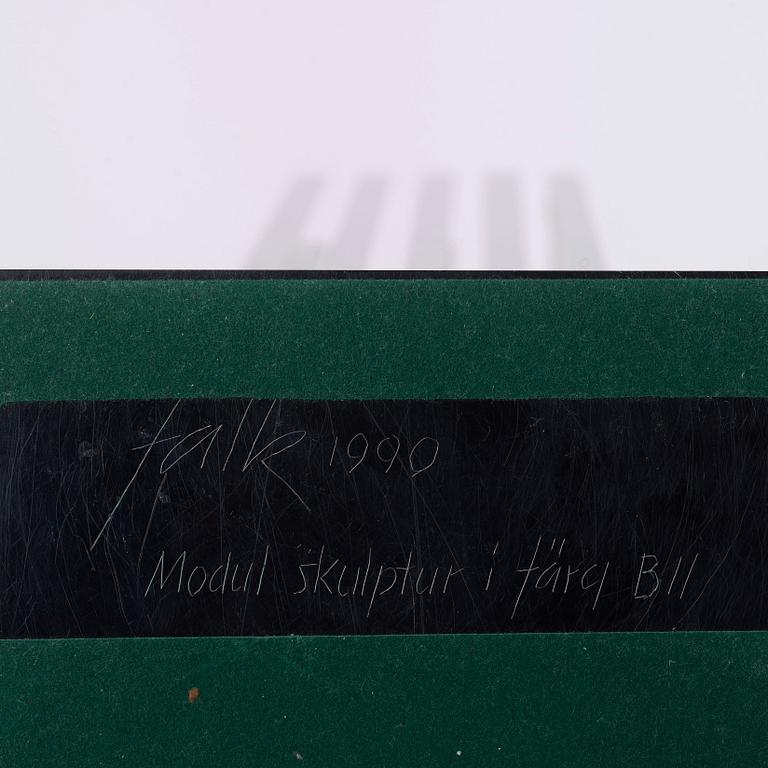 falk 1990
Modul skulptur i färg B11